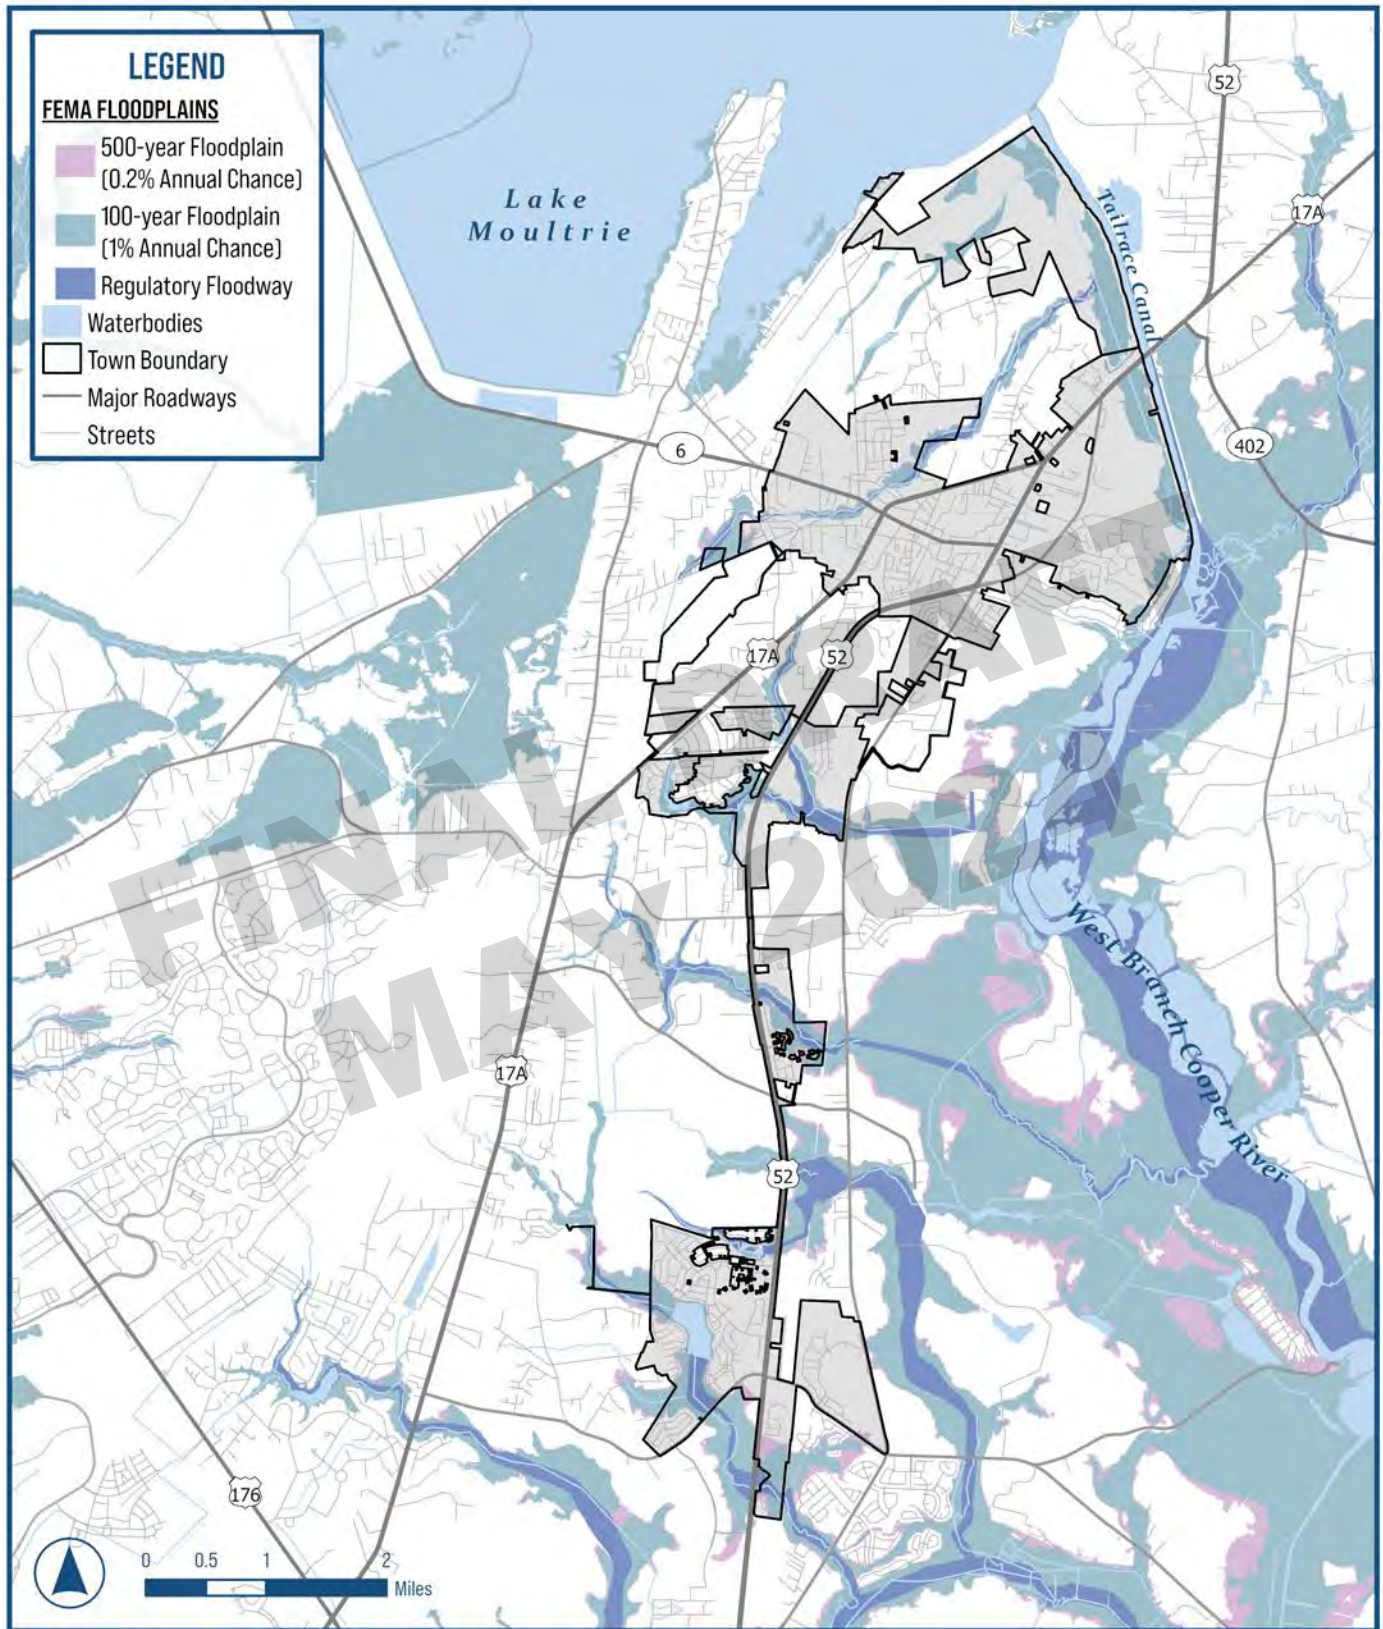 LEGEND
FEMA FLOODPLAINS
500-year Floodplain
(0.2% Annual Chance)
100-year Floodplain
(1% Annual Chance)
Regulatory Floodway
Waterbodies
Town Boundary
Major Roadways
Streets
Lake
Moultrie
52
17A
Tailrace Canal
6
402
17A
52
FINAL DRAFT
MAY 2024
West Branch Cooper River
17A
52
176
0 0.5 1 2
Miles